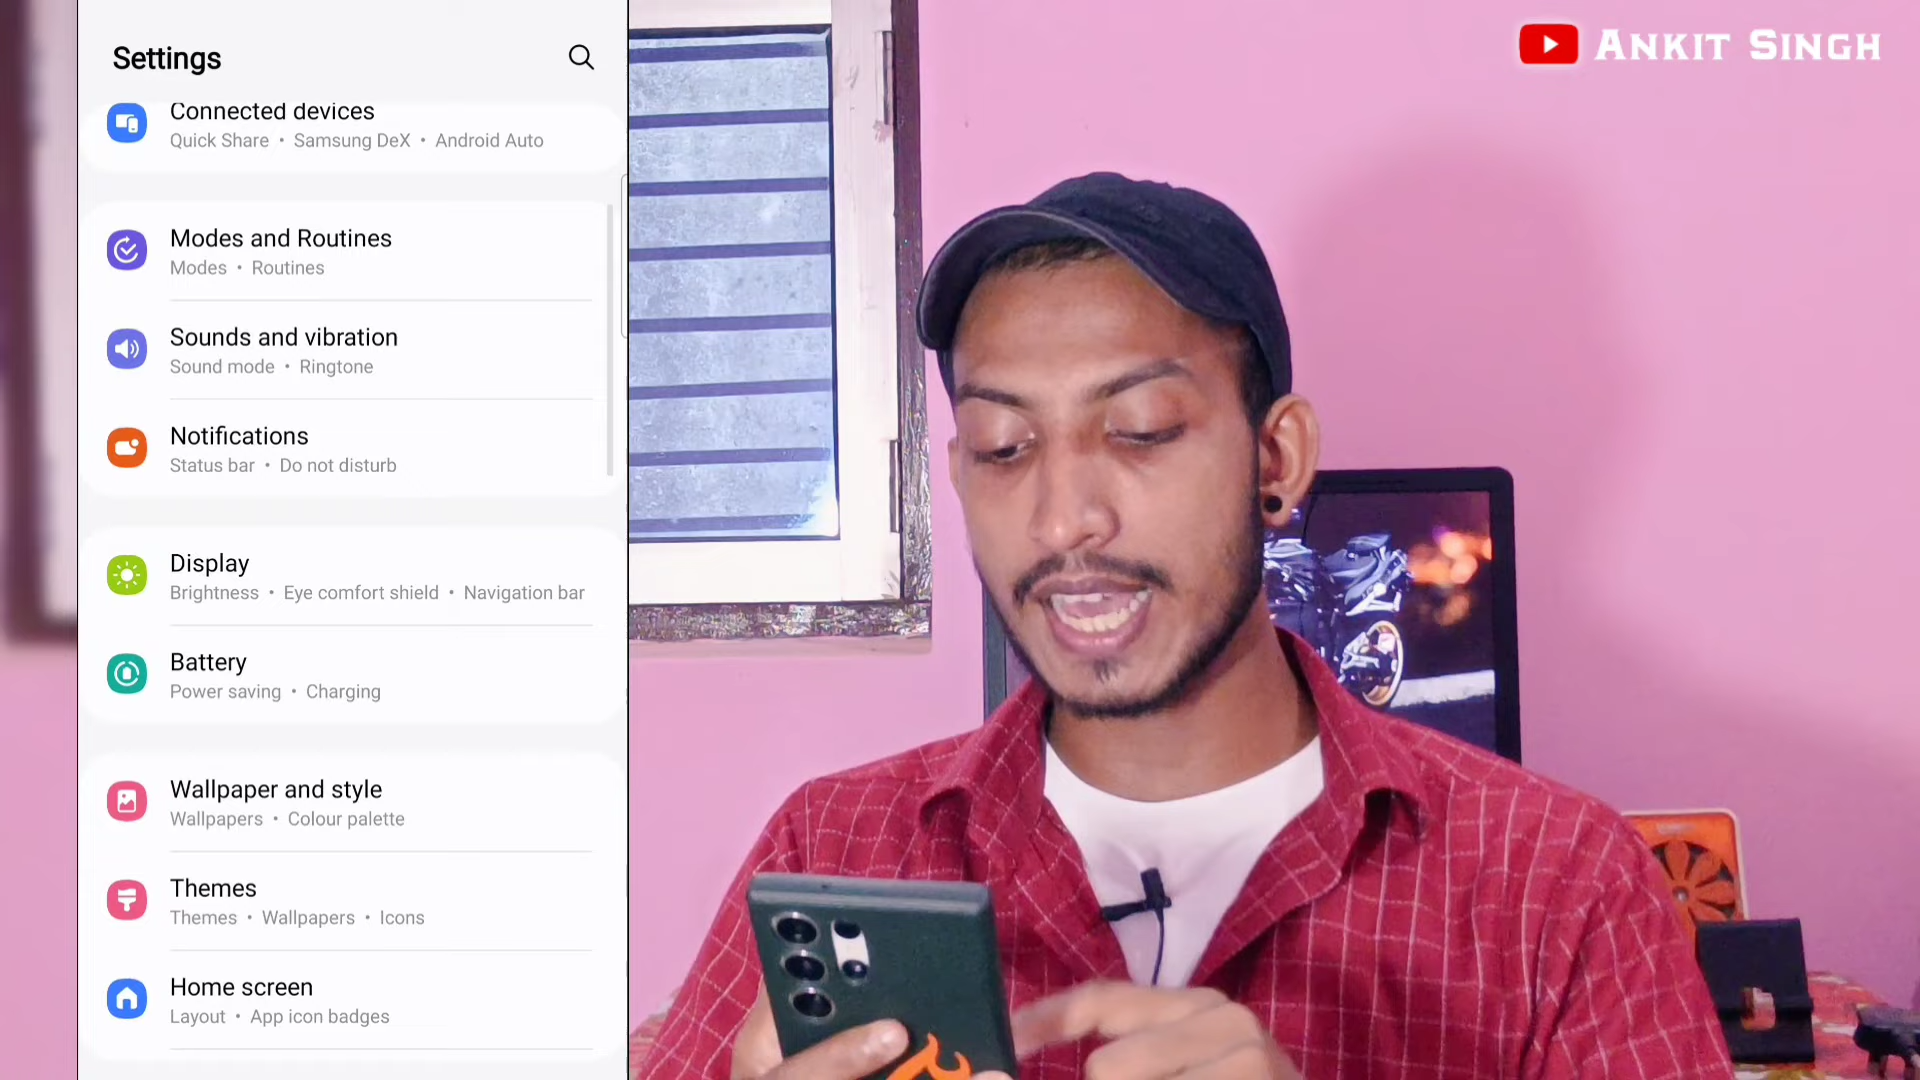 Settings
Connected devices
Quick Share • Samsung DeX • Android Auto
Modes and Routines
Modes • Routines
Sounds and vibration
Sound mode • Ringtone
Notifications
Status bar • Do not disturb
Display
Brightness • Eye comfort shield • Navigation bar
Battery
Power saving • Charging
Wallpaper and style
Wallpapers • Colour palette
Themes
Themes • Wallpapers • Icons
Home screen
Layout • App icon badges
ANKIT SINGH